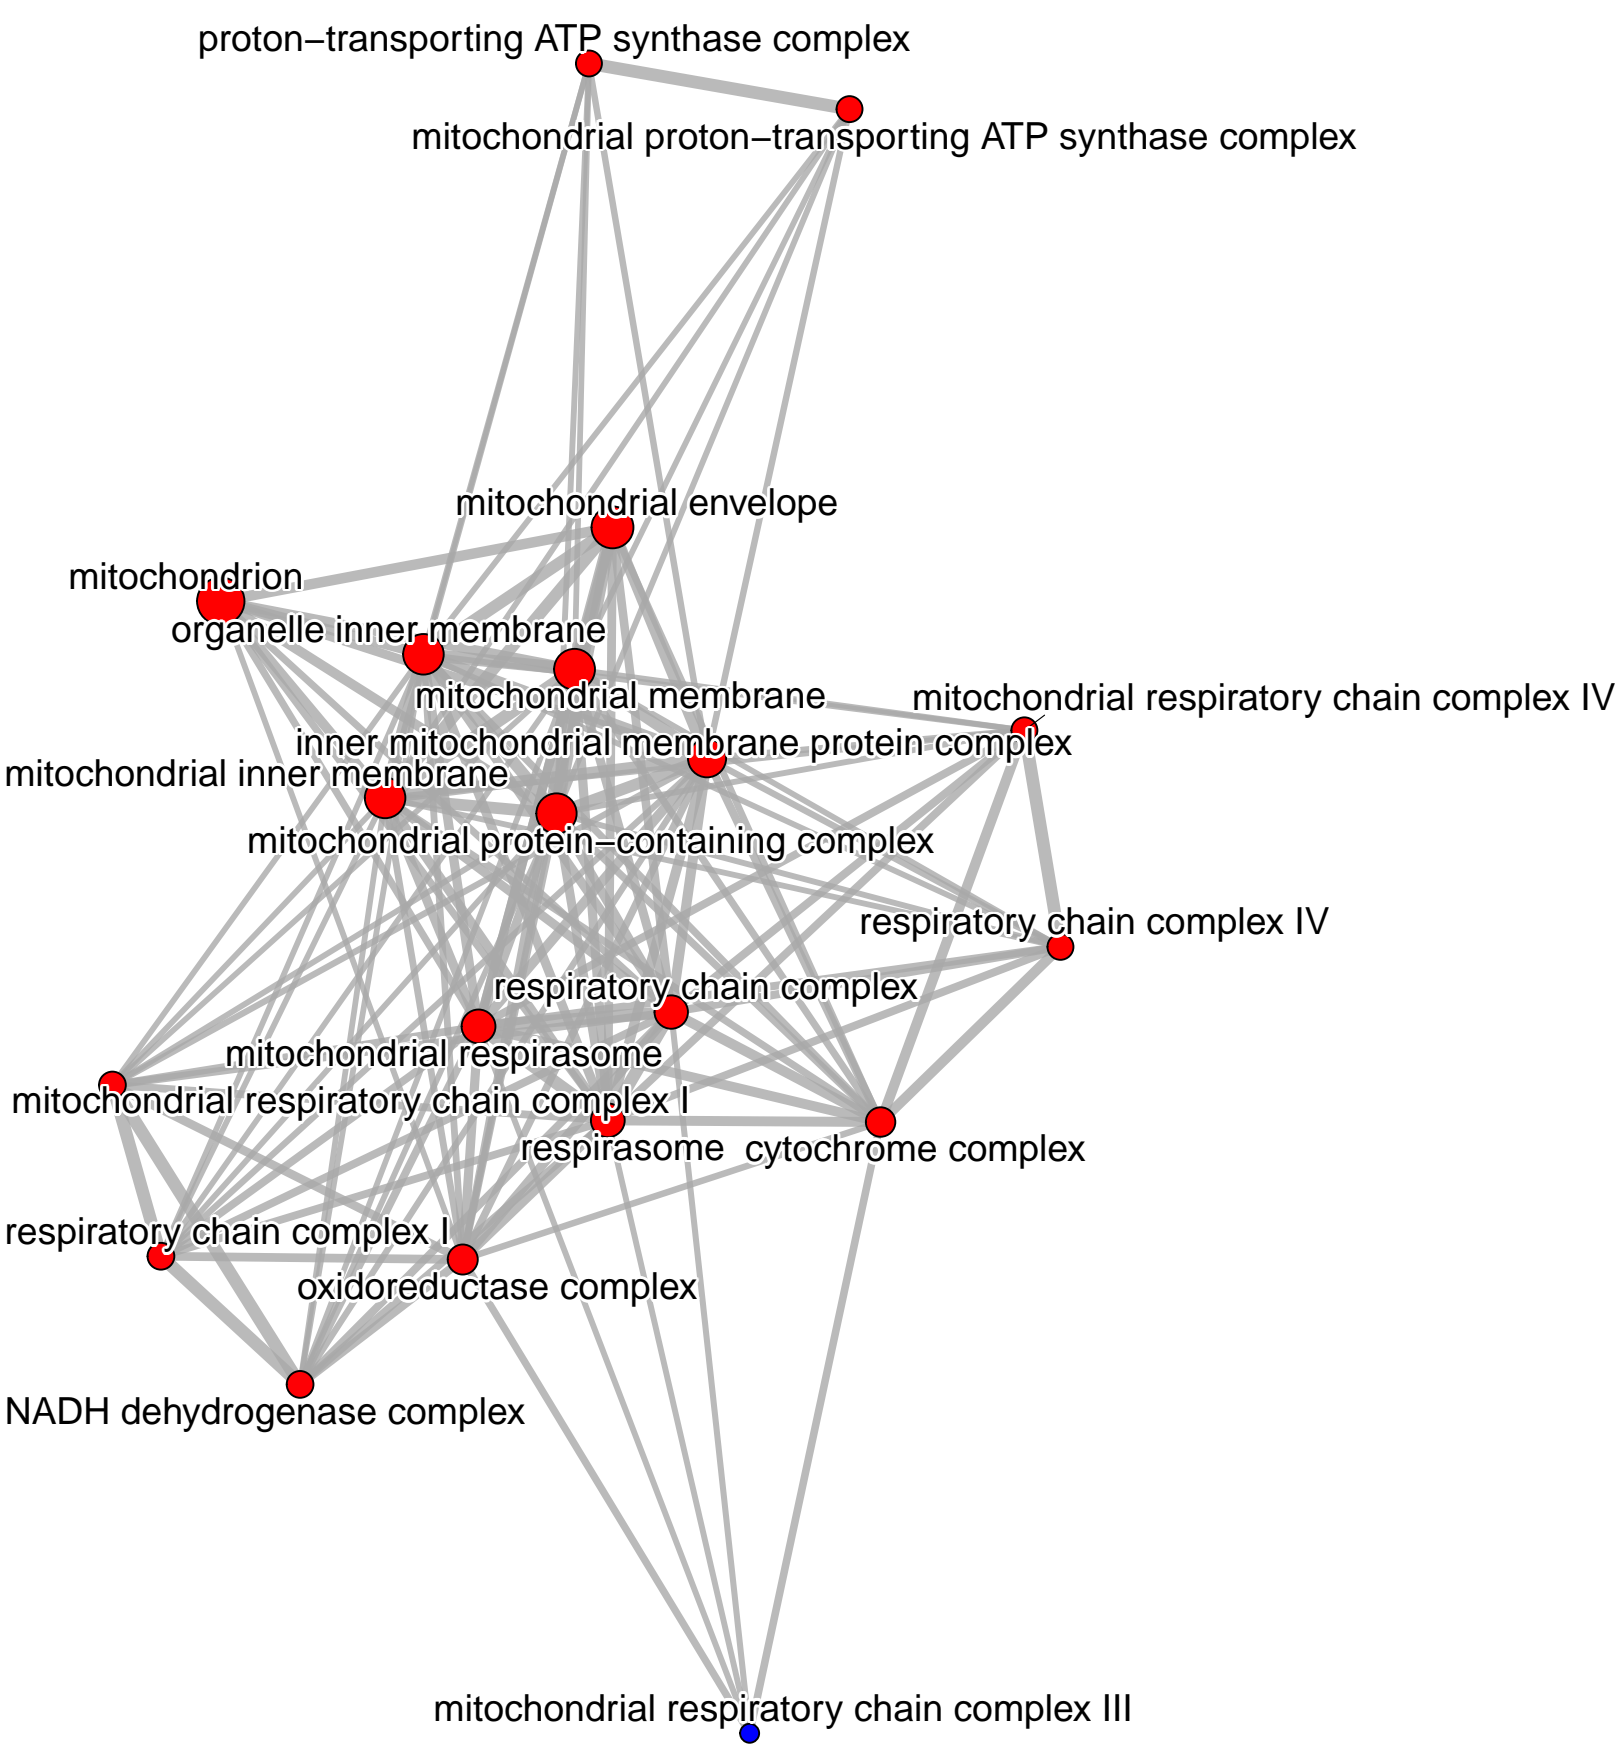 proton−transporting ATP synthase complex
mitochondrial proton−transporting ATP synthase complex
mitochondrial envelope
mitochondrion
organelle inner membrane
mitochondrial membrane
mitochondrial respiratory chain complex IV
inner mitochondrial membrane protein complex
mitochondrial inner membrane
mitochondrial protein−containing complex
respiratory chain complex IV
respiratory chain complex
mitochondrial respirasome
mitochondrial respiratory chain complex I
respirasome
cytochrome complex
respiratory chain complex I
oxidoreductase complex
NADH dehydrogenase complex
mitochondrial respiratory chain complex III